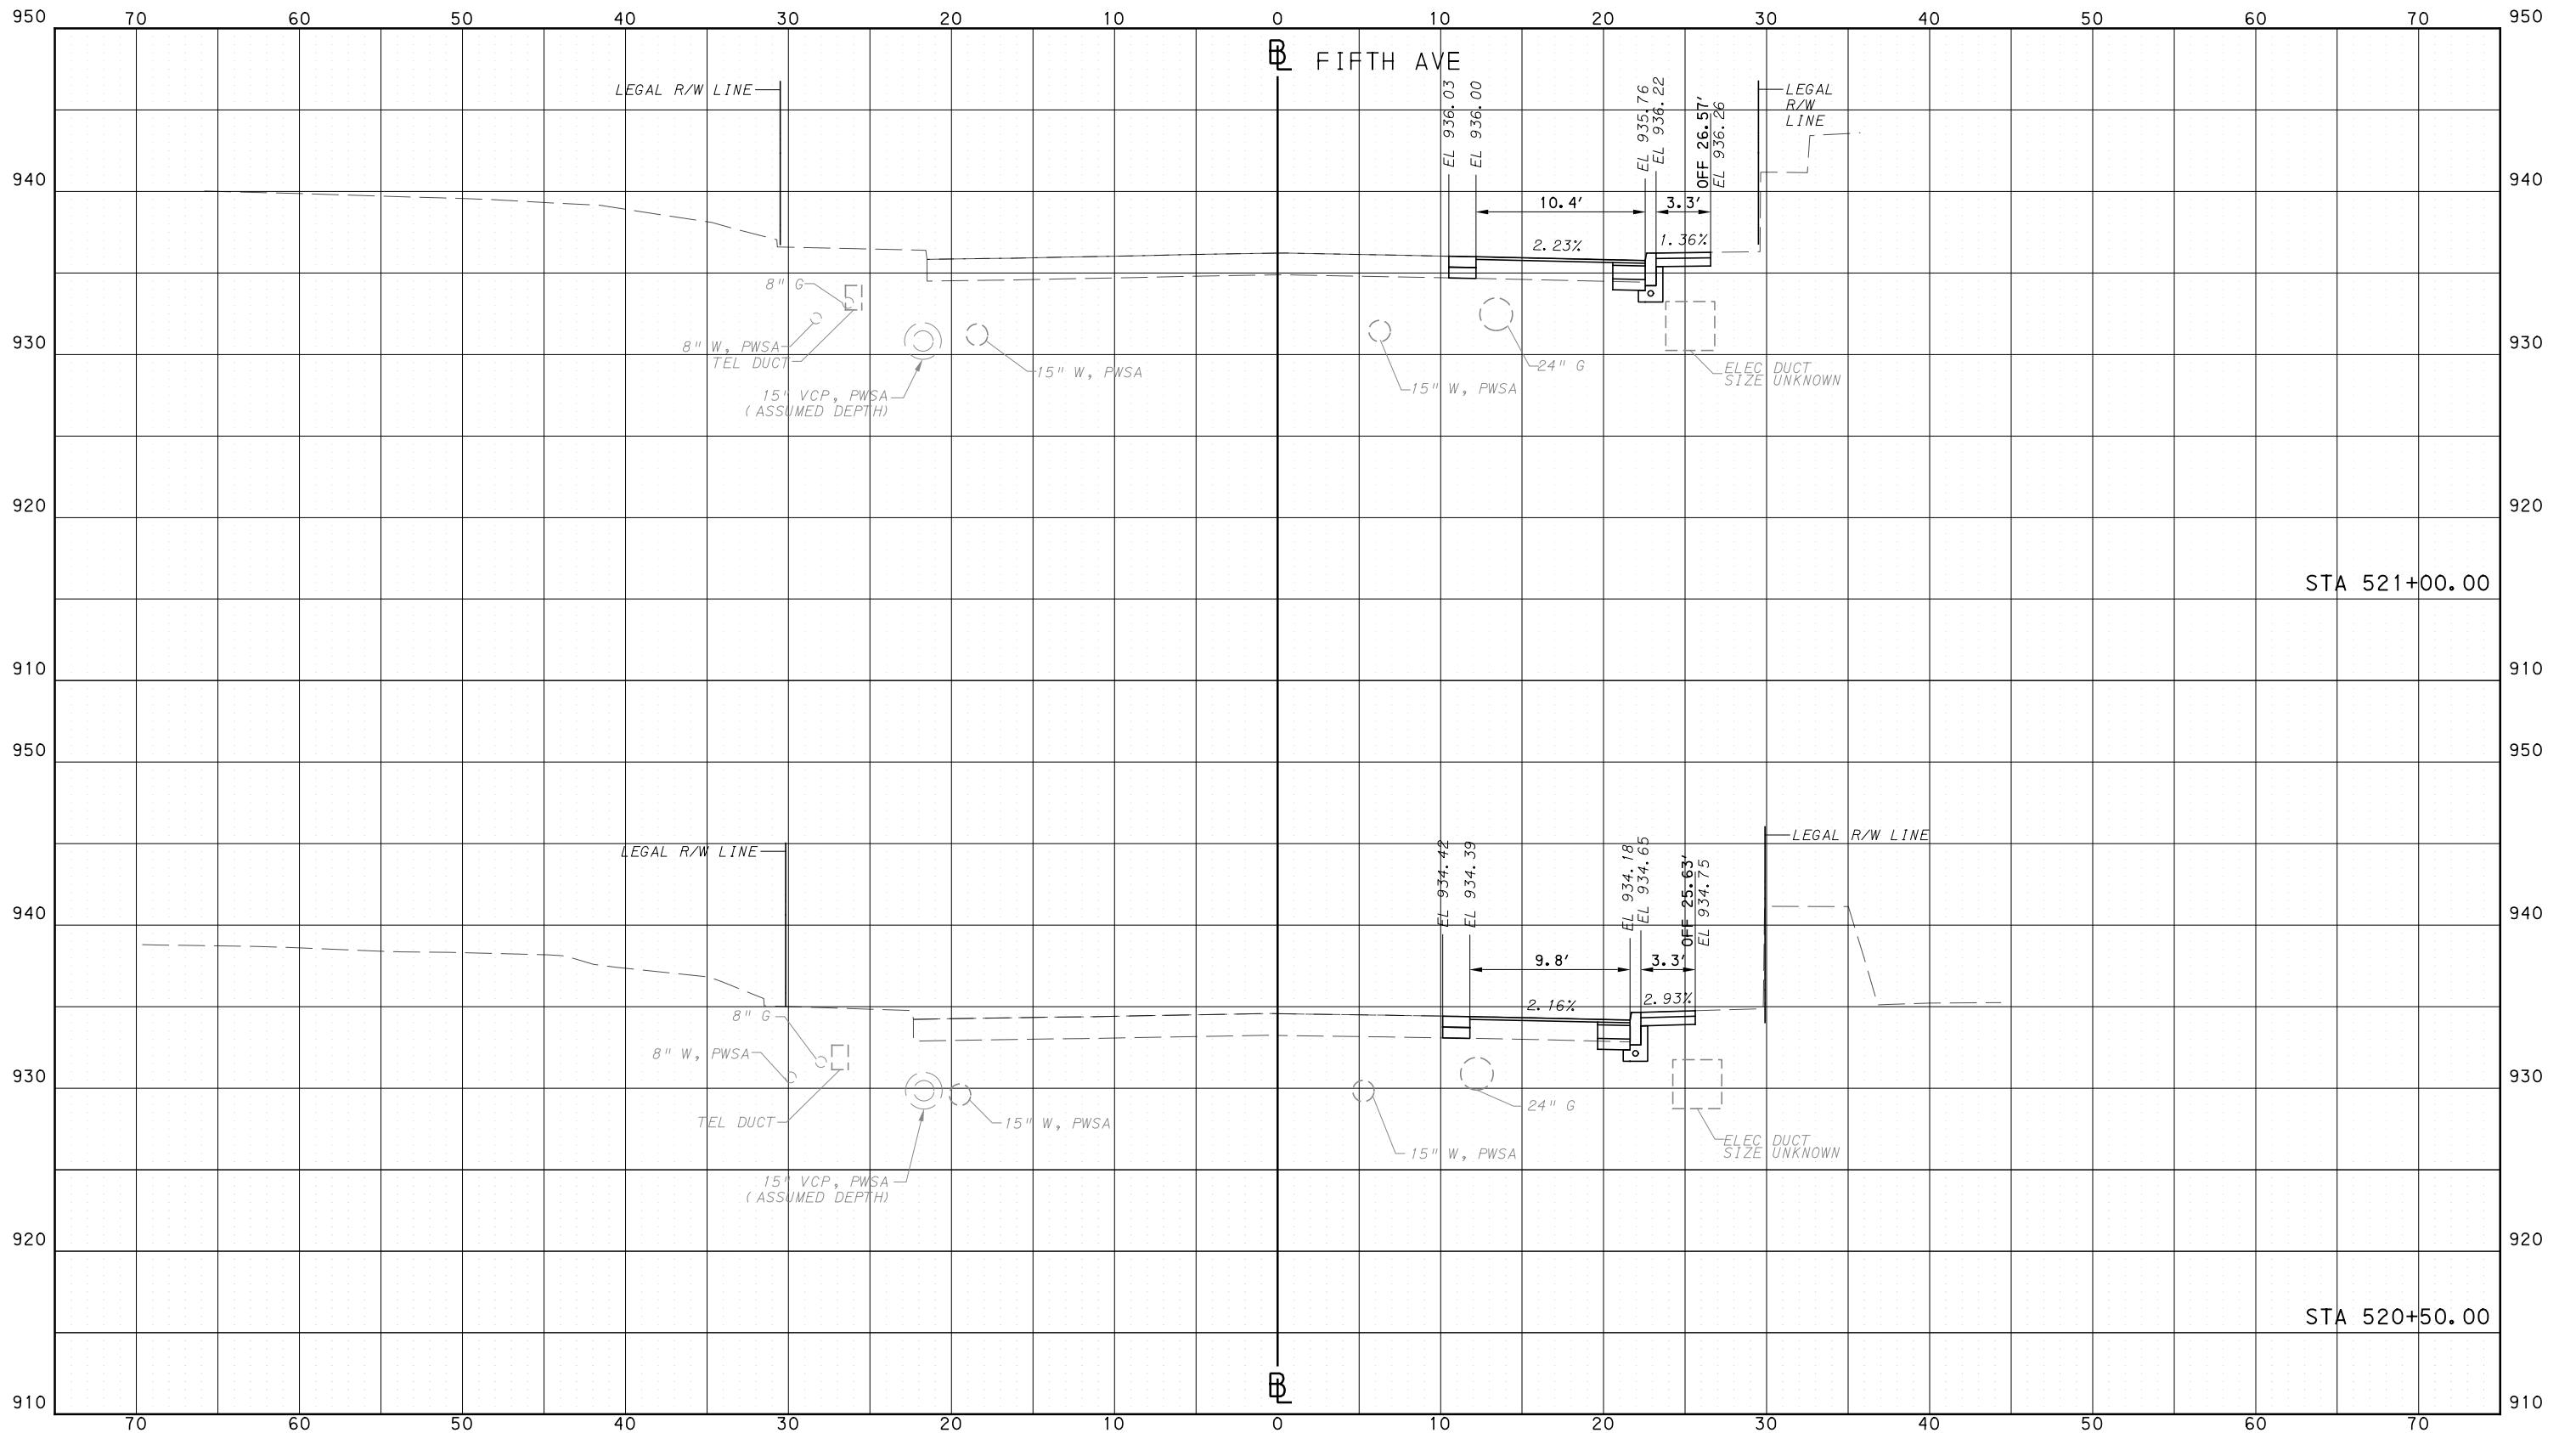 950 70 60 50 40 30 20 10 0 10 20 30 40 50 60 70 950
BL FIFTH AVE
LEGAL R/W LINE
EL 936.03
EL 936.00
EL 935.76
EL 936.22
OFF 26.57'
EL 936.26
LEGAL
R/W
LINE
940 940
10.4' 3.3'
2.23% 1.36%
8" G
8" W, PWSA
TEL DUCT
930 930
15" VCP, PWSA
(ASSUMED DEPTH)
15" W, PWSA
15" W, PWSA
24" G
ELEC DUCT
SIZE UNKNOWN
920 920
STA 521+00.00
910 910
950 950
LEGAL R/W LINE
EL 934.42
EL 934.39
EL 934.18
EL 934.65
OFF 25.63'
EL 934.75
LEGAL R/W LINE
940 940
9.8' 3.3'
2.16% 2.93%
8" G
8" W, PWSA
930 930
TEL DUCT
15" VCP, PWSA
(ASSUMED DEPTH)
15" W, PWSA
15" W, PWSA
24" G
ELEC DUCT
SIZE UNKNOWN
920 920
STA 520+50.00
BL
910 910
70 60 50 40 30 20 10 0 10 20 30 40 50 60 70